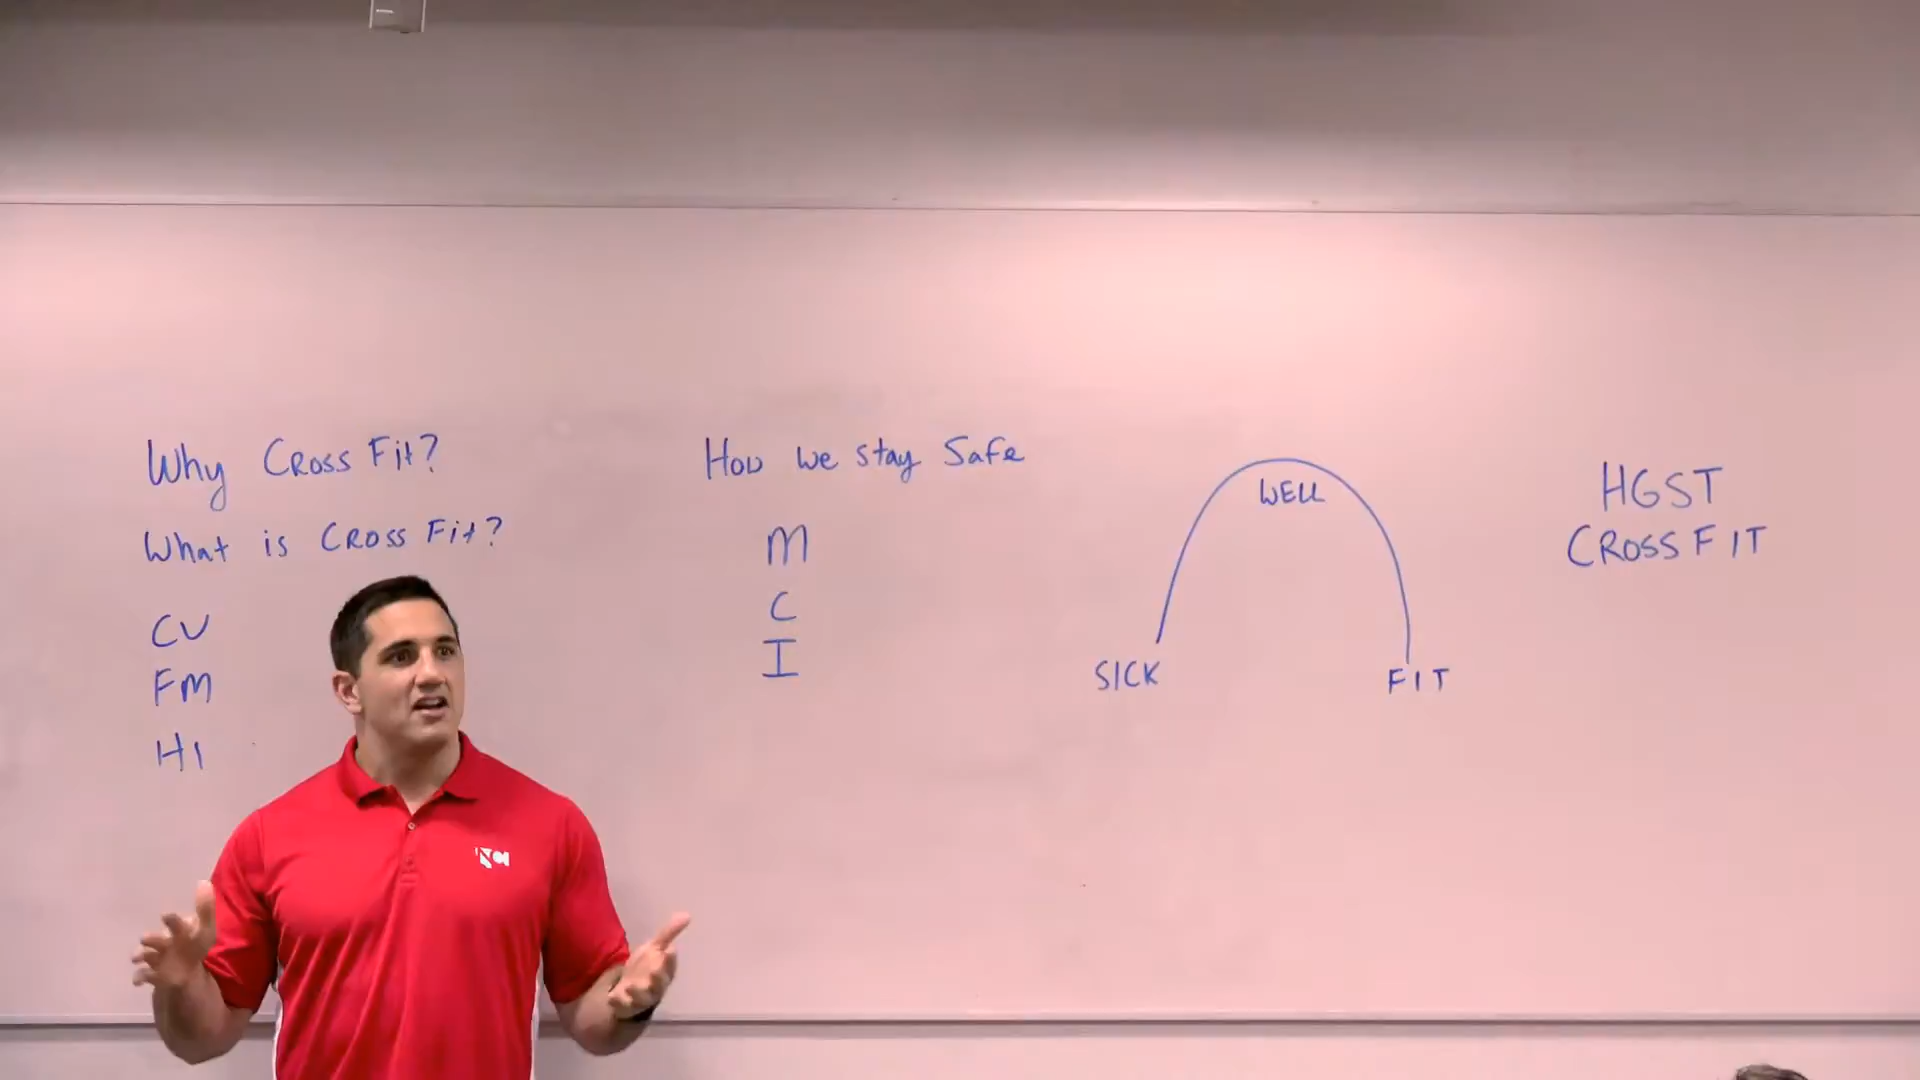 Why CrossFit?
What is CrossFit?
CV
FM
HI
How we stay Safe
M
C
I
WELL
SICK
FIT
HGST
CROSSFIT